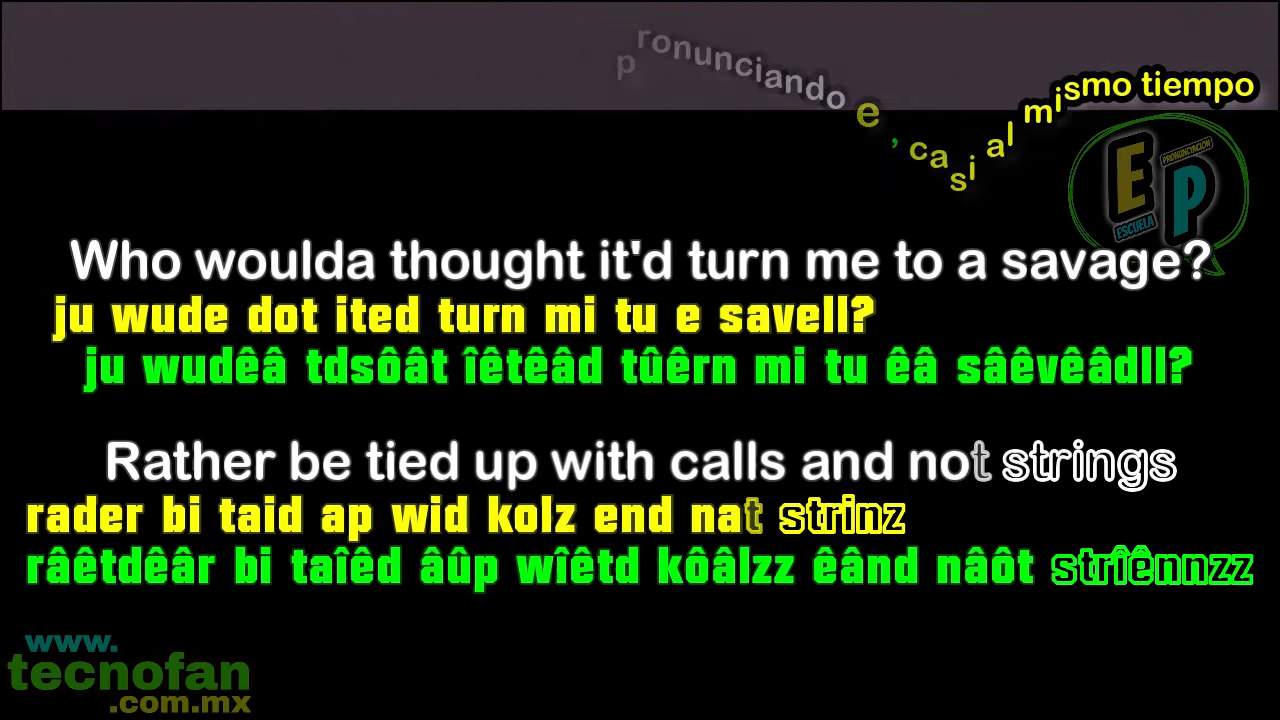 pronunciando e, casi al mismo tiempo
E P
PRONUNCYACION
ESCUELA
Who woulda thought it'd turn me to a savage?
ju wude dot ited turn mi tu e savell?
ju wudêâ tdsôât îêtêâd tûêrn mi tu êâ sâêvêâdll?
Rather be tied up with calls and not strings
rader bi taid ap wid kolz end nat strinz
râêtdêâr bi taîêd âûp wîêtd kôâlzz êând nâôt strîênnzz
www.
tecnofan
.com.mx